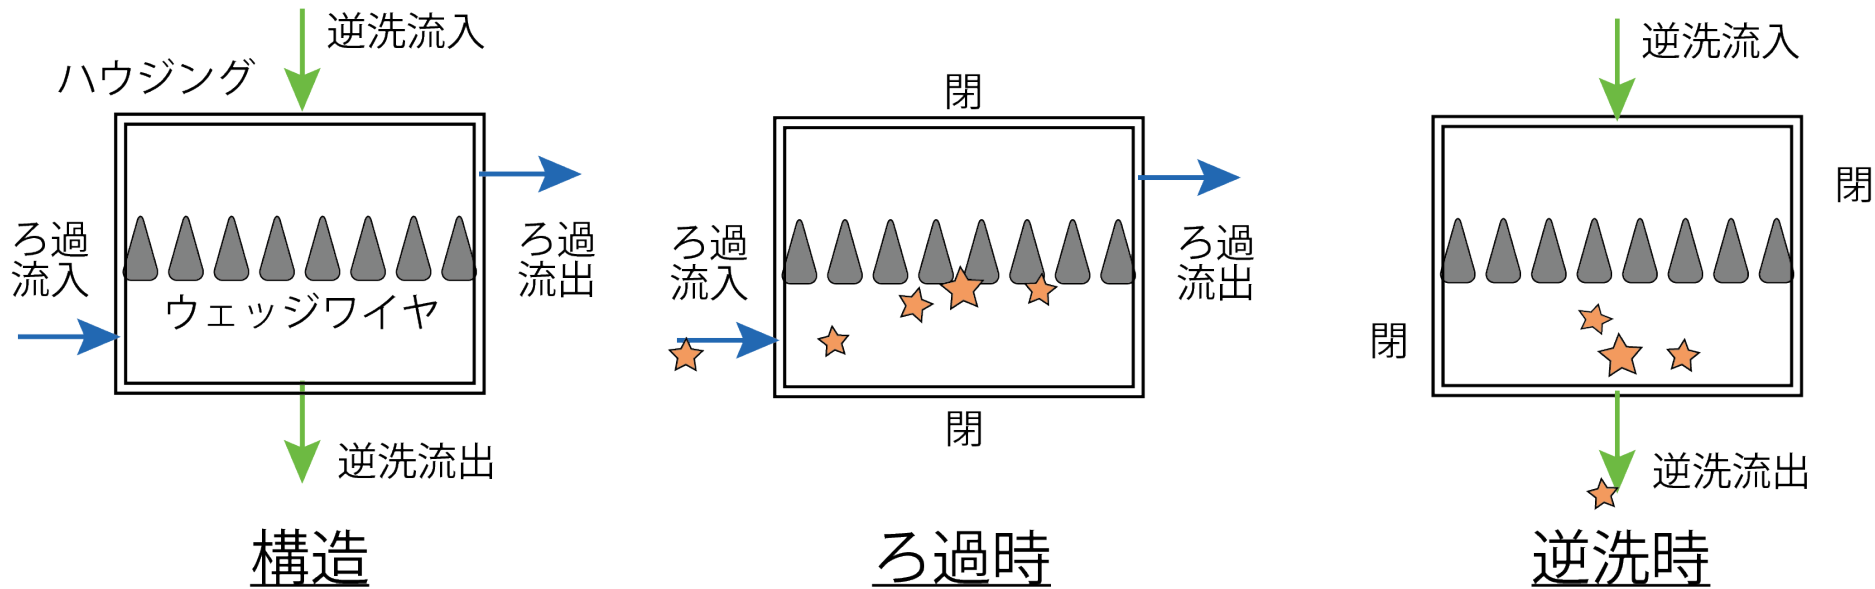 逆洗流入
ハウジング
ろ過
流入
ろ過
流出
ウェッジワイヤ
逆洗流出
構造
閉
ろ過
流入
ろ過
流出
閉
ろ過時
逆洗流入
閉
閉
逆洗流出
逆洗時